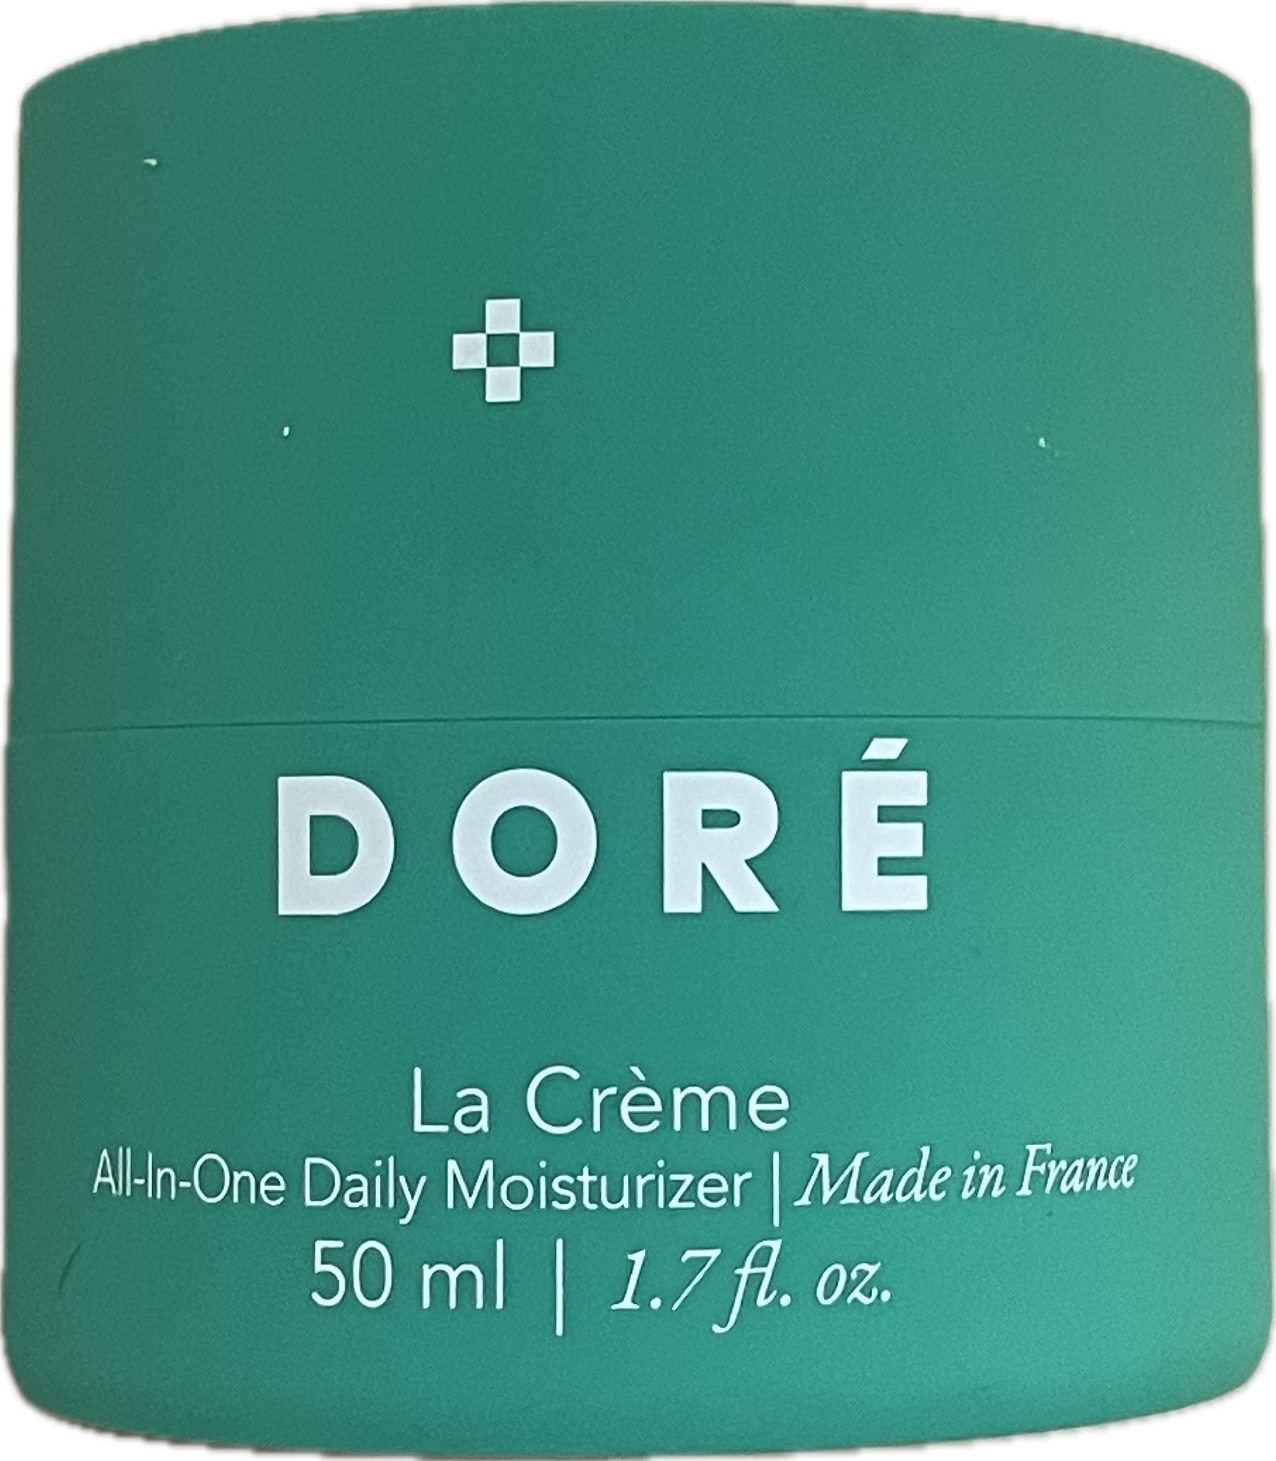 DORÉ
La Crème
All-In-One Daily Moisturizer | Made in France
50 ml | 1.7 fl. oz.